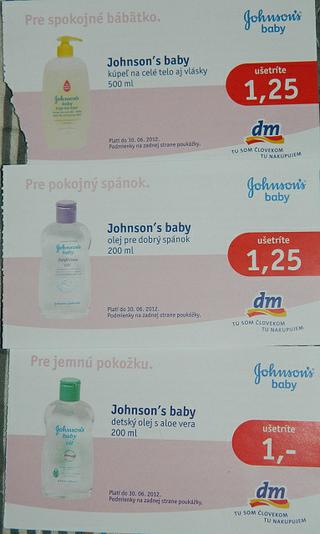 Pre spokojné bábätko.
Johnson's
baby
Johnson's baby
kúpeľ na celé telo aj vlásky
500 ml
ušetríte
1,25
Platí do 30. 06. 2012.
Podmienky na zadnej strane poukážky.
dm
TU SOM ČLOVEKOM
TU NAKUPUJEM
Pre pokojný spánok.
Johnson's
baby
Johnson's baby
olej pre dobrý spánok
200 ml
ušetríte
1,25
Platí do 30. 06. 2012.
Podmienky na zadnej strane poukážky.
dm
TU SOM ČLOVEKOM
TU NAKUPUJEM
Pre jemnú pokožku.
Johnson's
baby
Johnson's baby
detský olej s aloe vera
200 ml
ušetríte
1,-
Platí do 30. 06. 2012.
Podmienky na zadnej strane poukážky.
dm
TU SOM ČLOVEKOM
TU NAKUPUJEM